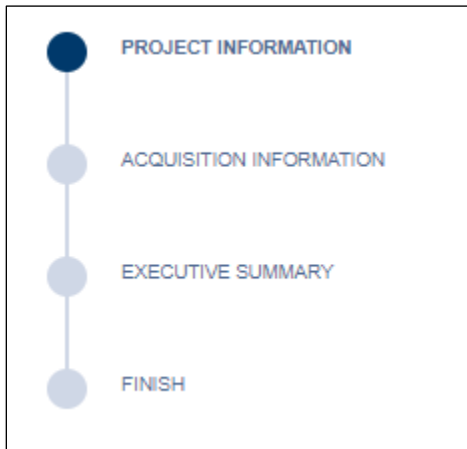 PROJECT INFORMATION
ACQUISITION INFORMATION
EXECUTIVE SUMMARY
FINISH